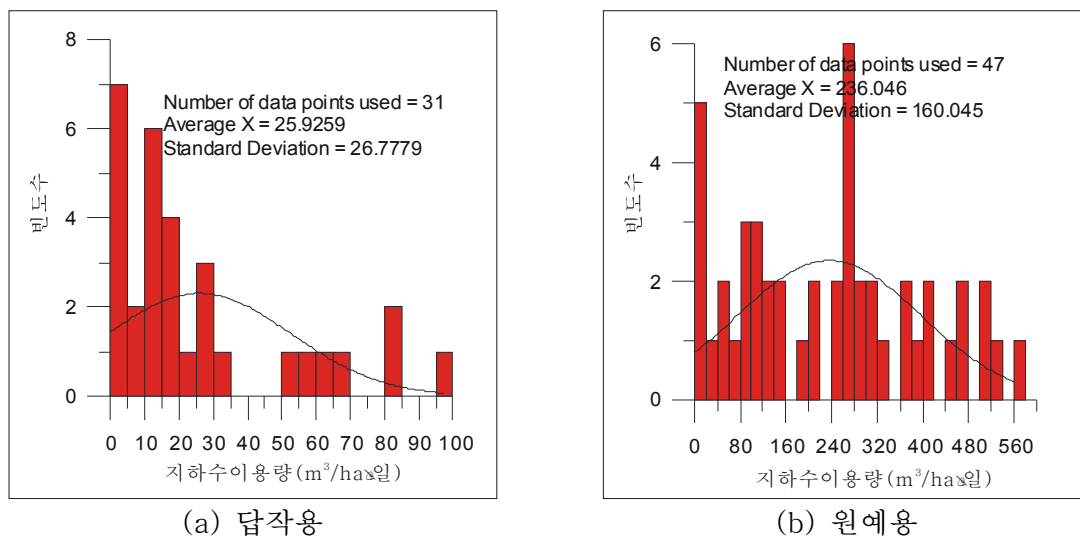 8
6
4
2
0
빈도수
Number of data points used = 31
Average X = 25.9259
Standard Deviation = 26.7779
0 10 20 30 40 50 60 70 80 90 100
지하수이용량(m³/ha일)
(a) 답작용
6
4
2
0
빈도수
Number of data points used = 47
Average X = 236.046
Standard Deviation = 160.045
0 80 160 240 320 400 480 560
지하수이용량(m³/ha일)
(b) 원예용